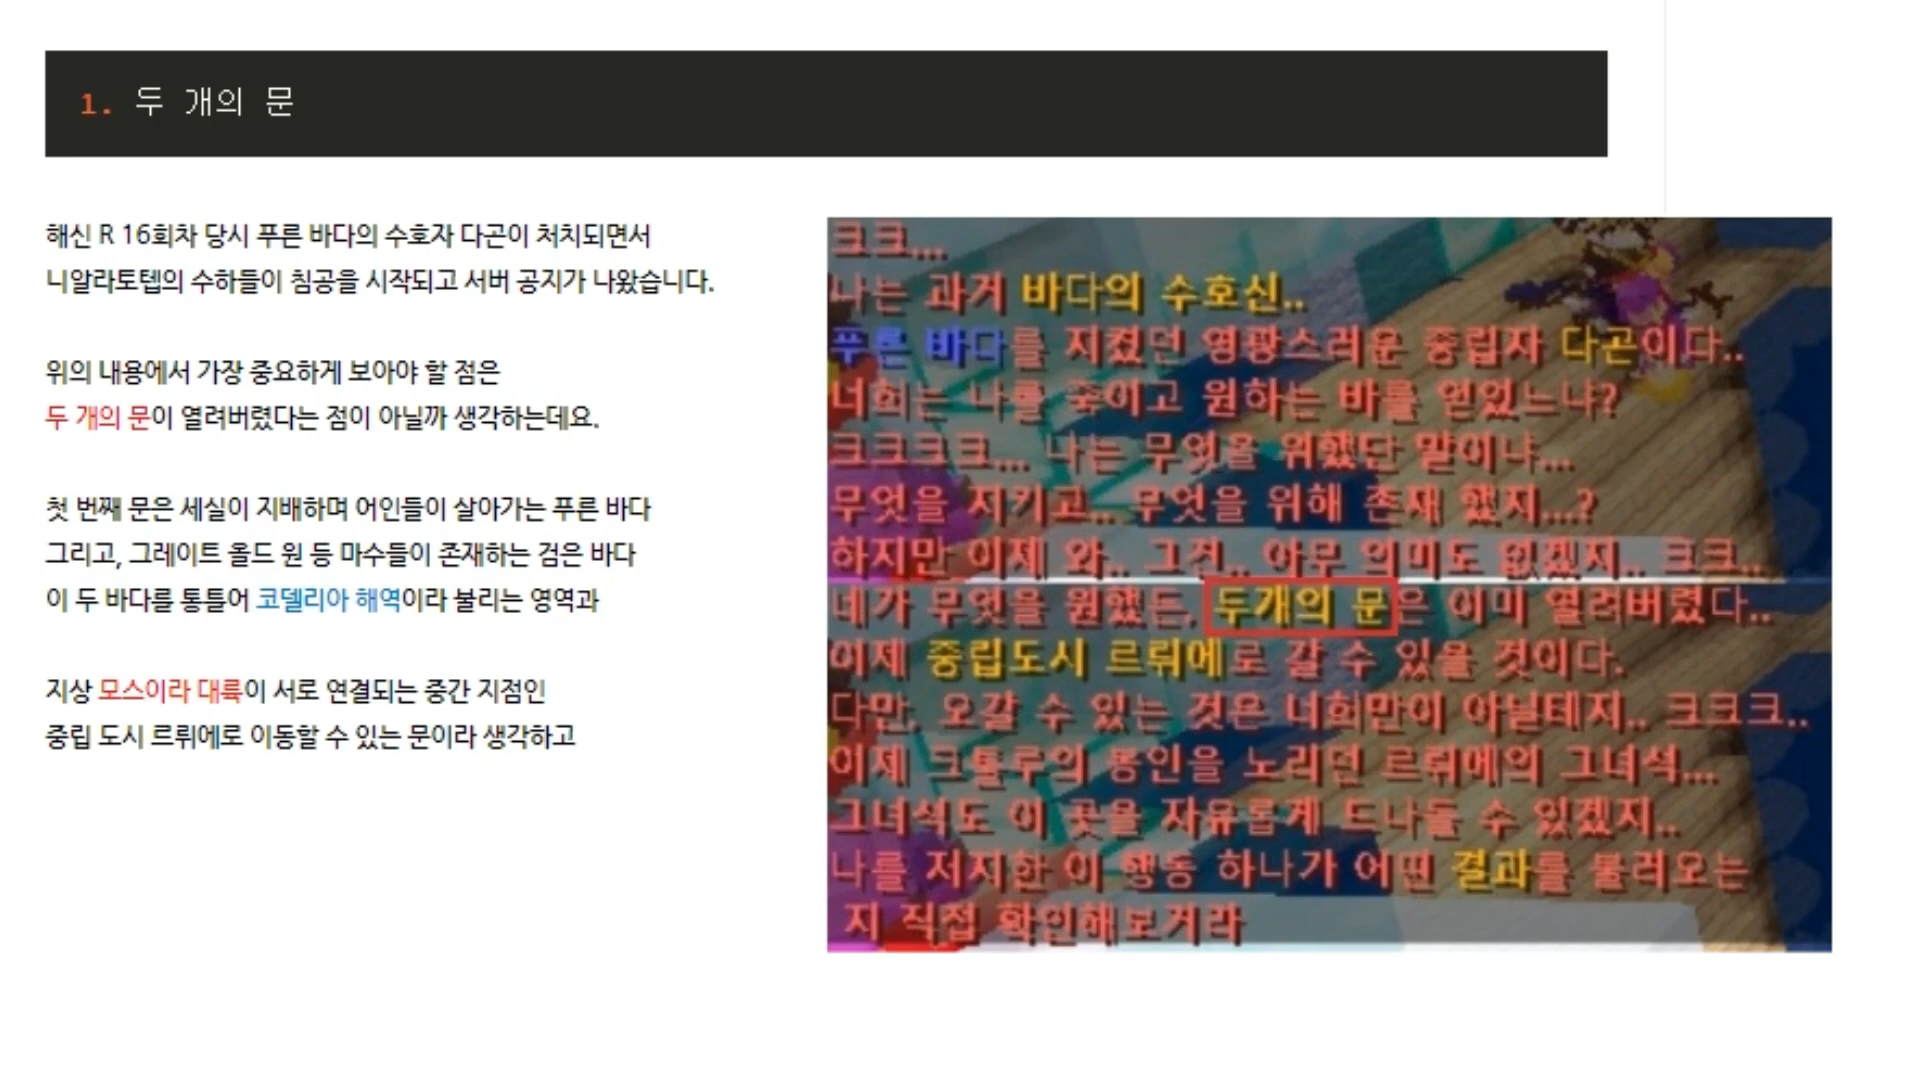 1. 두 개의 문
해신 R 16회차 당시 푸른 바다의 수호자 다곤이 처치되면서
니알라토텝의 수하들이 침공을 시작되고 서버 공지가 나왔습니다.
위의 내용에서 가장 중요하게 보아야 할 점은
두 개의 문이 열려버렸다는 점이 아닐까 생각하는데요.
첫 번째 문은 세실이 지배하며 어인들이 살아가는 푸른 바다
그리고, 그레이트 올드 원 등 마수들이 존재하는 검은 바다
이 두 바다를 통틀어 코델리아 해역이라 불리는 영역과
지상 모스이라 대륙이 서로 연결되는 중간 지점인
중립 도시 르뤼에로 이동할 수 있는 문이라 생각하고
크크...
나는 과거 바다의 수호신..
푸른 바다를 지켰던 영광스러운 중립자 다곤이다..
너희는 나를 죽이고 원하는 바를 얻었느냐?
크크크크... 나는 무엇을 위했단 말이냐...
무엇을 지키고.. 무엇을 위해 존재 했지....?
하지만 이제 와.. 그건.. 아무 의미도 없겠지.. 크크..
네가 무엇을 원했든, 두개의 문은 이미 열려버렸다..
이제 중립도시 르뤼에로 갈 수 있을 것이다.
다만, 오갈 수 있는 것은 너희만이 아닐테지.. 크크크..
이제 크툴루의 봉인을 노리던 르뤼에의 그녀석...
그녀석도 이 곳을 자유롭게 드나들 수 있겠지..
나를 저지한 이 행동 하나가 어떤 결과를 불러오는
지 직접 확인해보거라